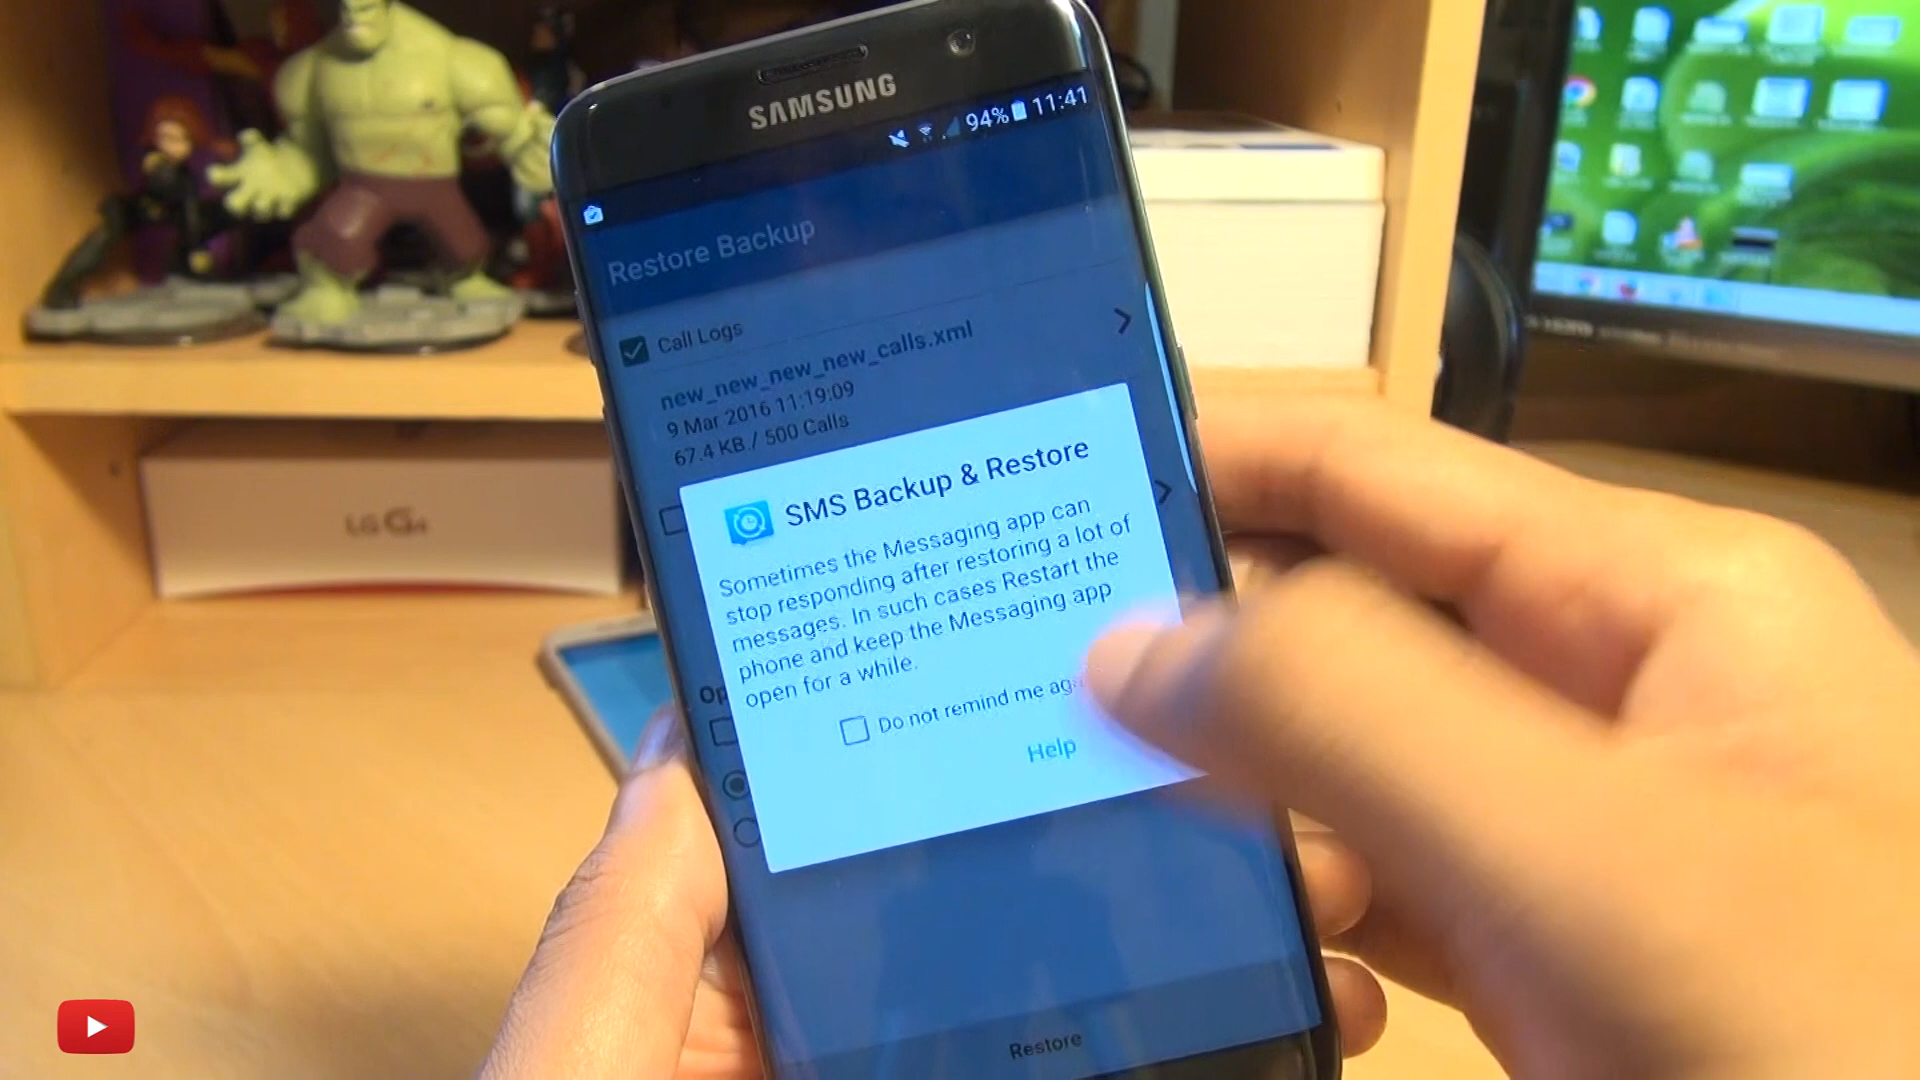 SAMSUNG
94% 11:41
Restore Backup
Call Logs
new_new_new_new_calls.xml
9 Mar 2016 11:19:09
67.4 KB / 500 Calls
SMS Backup & Restore
Sometimes the Messaging app can
stop responding after restoring a lot of
messages. In such cases Restart the
phone and keep the Messaging app
open for a while.
Op
Do not remind me
Help
Restore
LG G4